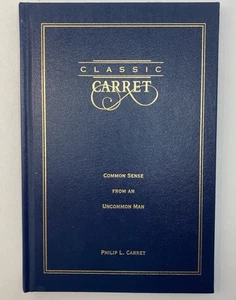 CLASSIC
CARRET
COMMON SENSE
FROM AN
UNCOMMON MAN
PHILIP L. CARRET